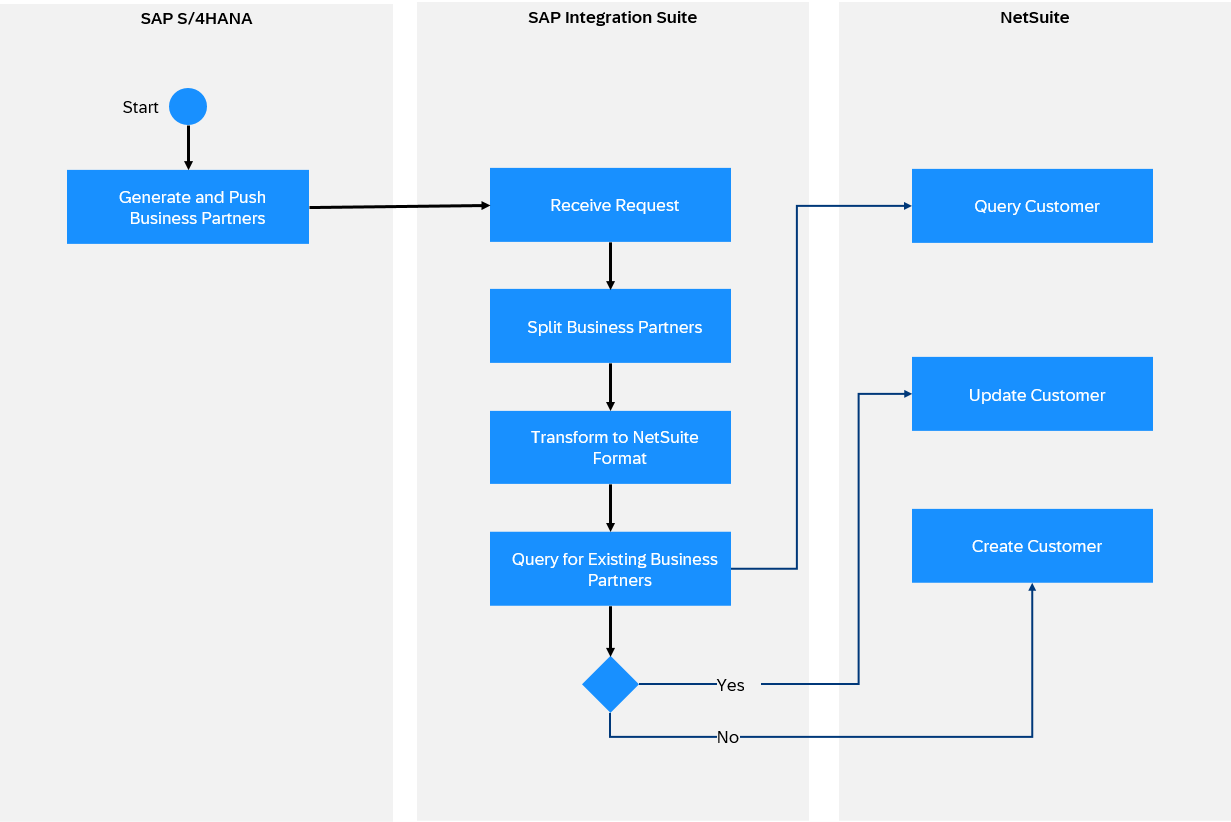 SAP S/4HANA
SAP Integration Suite
NetSuite
Start
Generate and Push
Business Partners
Receive Request
Query Customer
Split Business Partners
Update Customer
Transform to NetSuite
Format
Create Customer
Query for Existing Business
Partners
Yes
No